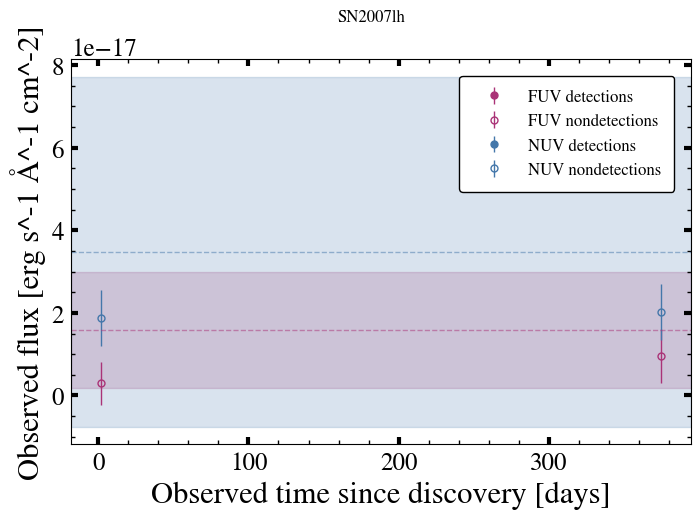 SN2007lh
1e−17
8
6
4
2
0
Observed flux [erg s^-1 Å^-1 cm^-2]
FUV detections
FUV nondetections
NUV detections
NUV nondetections
0 100 200 300
Observed time since discovery [days]